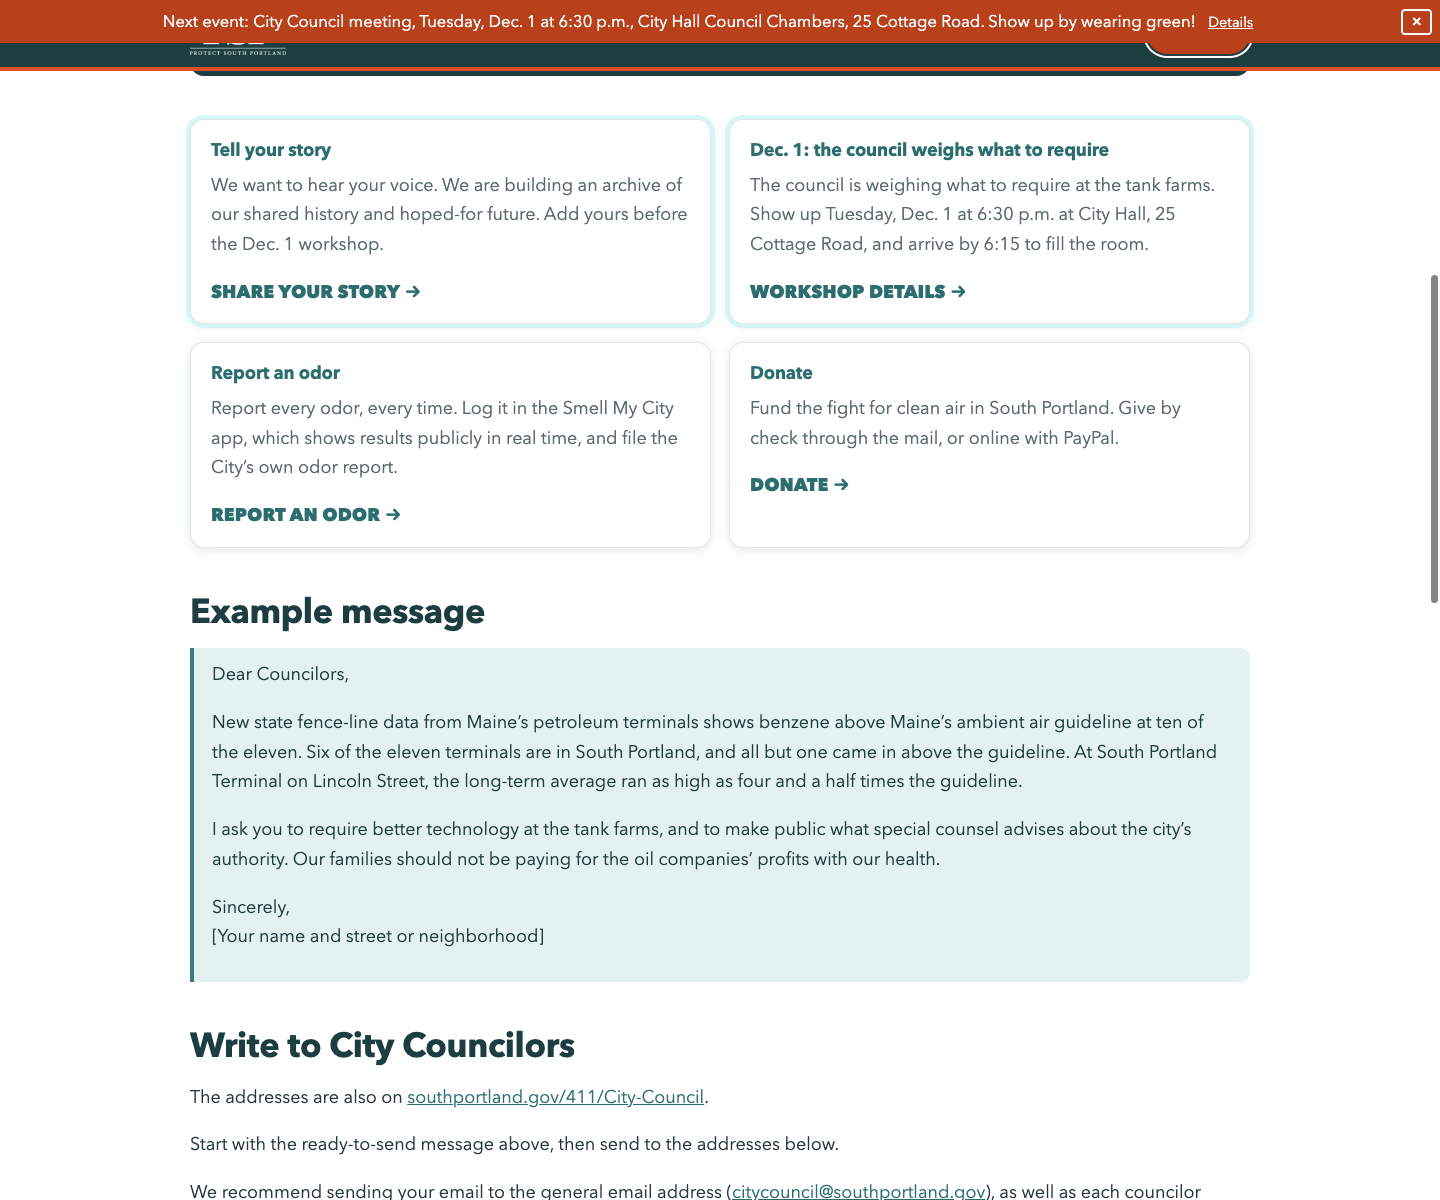 Next event: City Council meeting, Tuesday, Dec. 1 at 6:30 p.m., City Hall Council Chambers, 25 Cottage Road. Show up by wearing green! Details
PROTECT SOUTH PORTLAND
Tell your story
We want to hear your voice. We are building an archive of
our shared history and hoped-for future. Add yours before
the Dec. 1 workshop.
SHARE YOUR STORY →
Dec. 1: the council weighs what to require
The council is weighing what to require at the tank farms.
Show up Tuesday, Dec. 1 at 6:30 p.m. at City Hall, 25
Cottage Road, and arrive by 6:15 to fill the room.
WORKSHOP DETAILS →
Report an odor
Report every odor, every time. Log it in the Smell My City
app, which shows results publicly in real time, and file the
City’s own odor report.
REPORT AN ODOR →
Donate
Fund the fight for clean air in South Portland. Give by
check through the mail, or online with PayPal.
DONATE →
Example message
Dear Councilors,
New state fence-line data from Maine’s petroleum terminals shows benzene above Maine’s ambient air guideline at ten of
the eleven. Six of the eleven terminals are in South Portland, and all but one came in above the guideline. At South Portland
Terminal on Lincoln Street, the long-term average ran as high as four and a half times the guideline.
I ask you to require better technology at the tank farms, and to make public what special counsel advises about the city’s
authority. Our families should not be paying for the oil companies’ profits with our health.
Sincerely,
[Your name and street or neighborhood]
Write to City Councilors
The addresses are also on southportland.gov/411/City-Council.
Start with the ready-to-send message above, then send to the addresses below.
We recommend sending your email to the general email address (citycouncil@southportland.gov), as well as each councilor